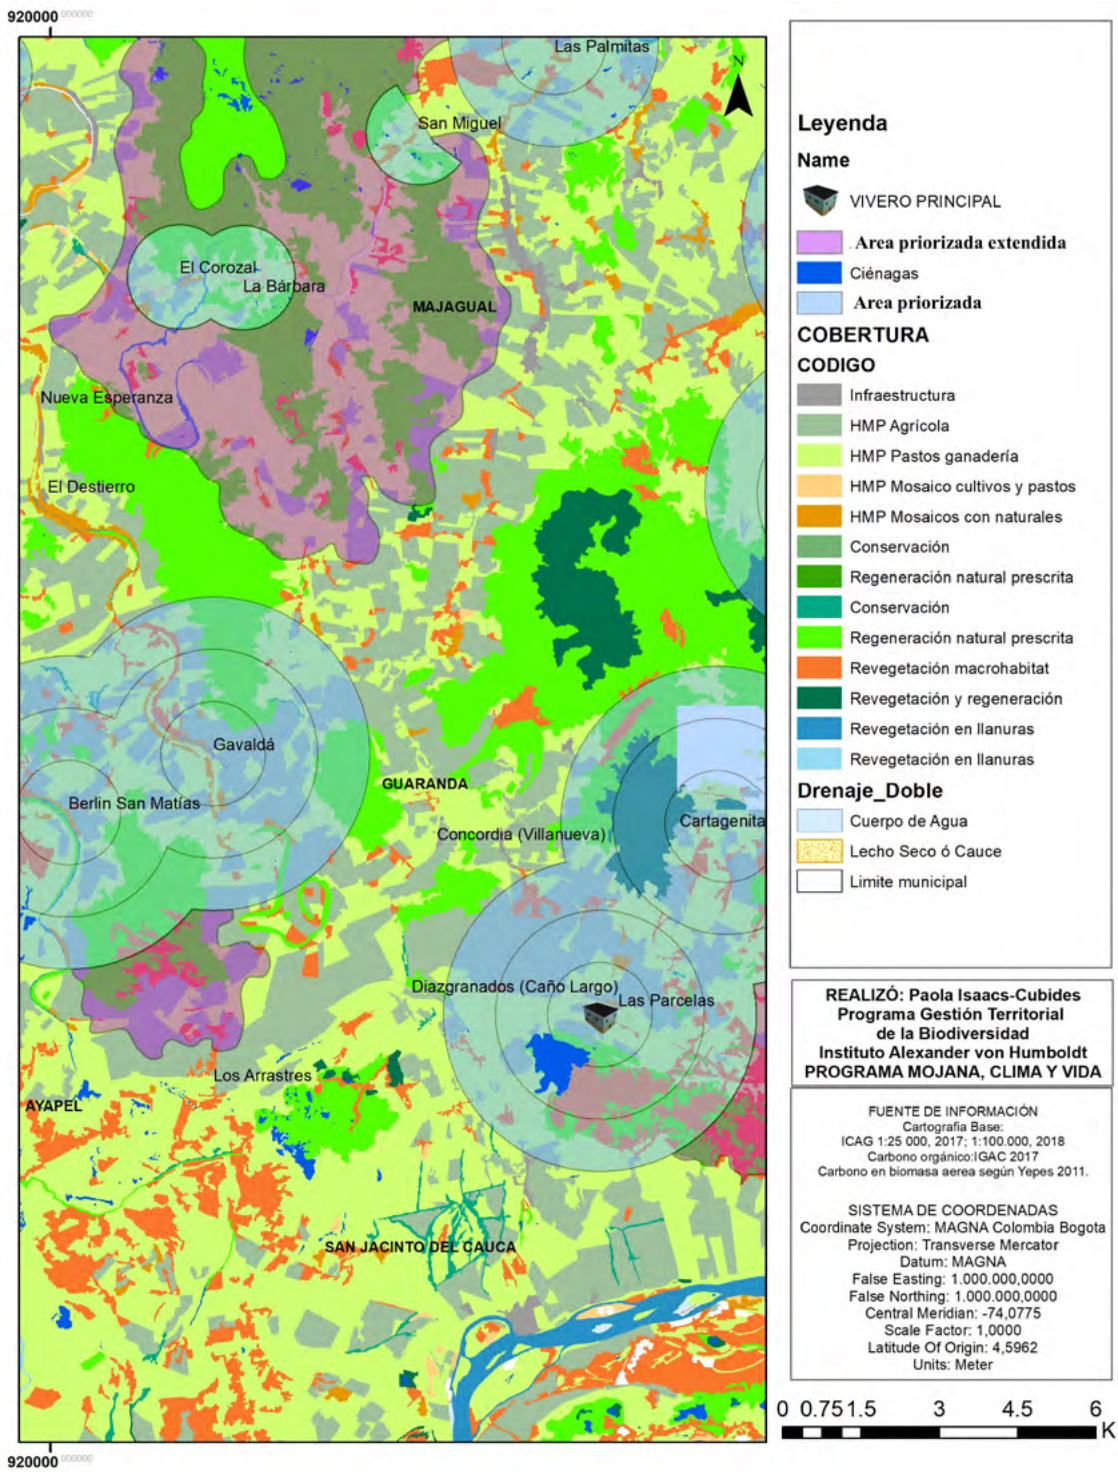 920000 000000
Las Palmitas
N
San Miguel
El Corozal
La Bárbara
MAJAGUAL
Nueva Esperanza
El Destierro
Gavaldá
GUARANDA
Berlin San Matías
Cartagenita
Concordia (Villanueva)
Diazgranados (Caño Largo)
Las Parcelas
Los Arrastres
AYAPEL
SAN JACINTO DEL CAUCA
920000 000000
Leyenda
Name
VIVERO PRINCIPAL
Area priorizada extendida
Ciénagas
Area priorizada
COBERTURA
CODIGO
Infraestructura
HMP Agrícola
HMP Pastos ganadería
HMP Mosaico cultivos y pastos
HMP Mosaicos con naturales
Conservación
Regeneración natural prescrita
Conservación
Regeneración natural prescrita
Revegetación macrohabitat
Revegetación y regeneración
Revegetación en llanuras
Revegetación en llanuras
Drenaje_Doble
Cuerpo de Agua
Lecho Seco ó Cauce
Limite municipal
REALIZÓ: Paola Isaacs-Cubides
Programa Gestión Territorial
de la Biodiversidad
Instituto Alexander von Humboldt
PROGRAMA MOJANA, CLIMA Y VIDA
FUENTE DE INFORMACIÓN
Cartografia Base:
ICAG 1:25 000, 2017; 1:100.000, 2018
Carbono orgánico:IGAC 2017
Carbono en biomasa aerea según Yepes 2011.
SISTEMA DE COORDENADAS
Coordinate System: MAGNA Colombia Bogota
Projection: Transverse Mercator
Datum: MAGNA
False Easting: 1.000.000,0000
False Northing: 1.000.000,0000
Central Meridian: -74,0775
Scale Factor: 1,0000
Latitude Of Origin: 4,5962
Units: Meter
0 0.75 1.5 3 4.5 6
K